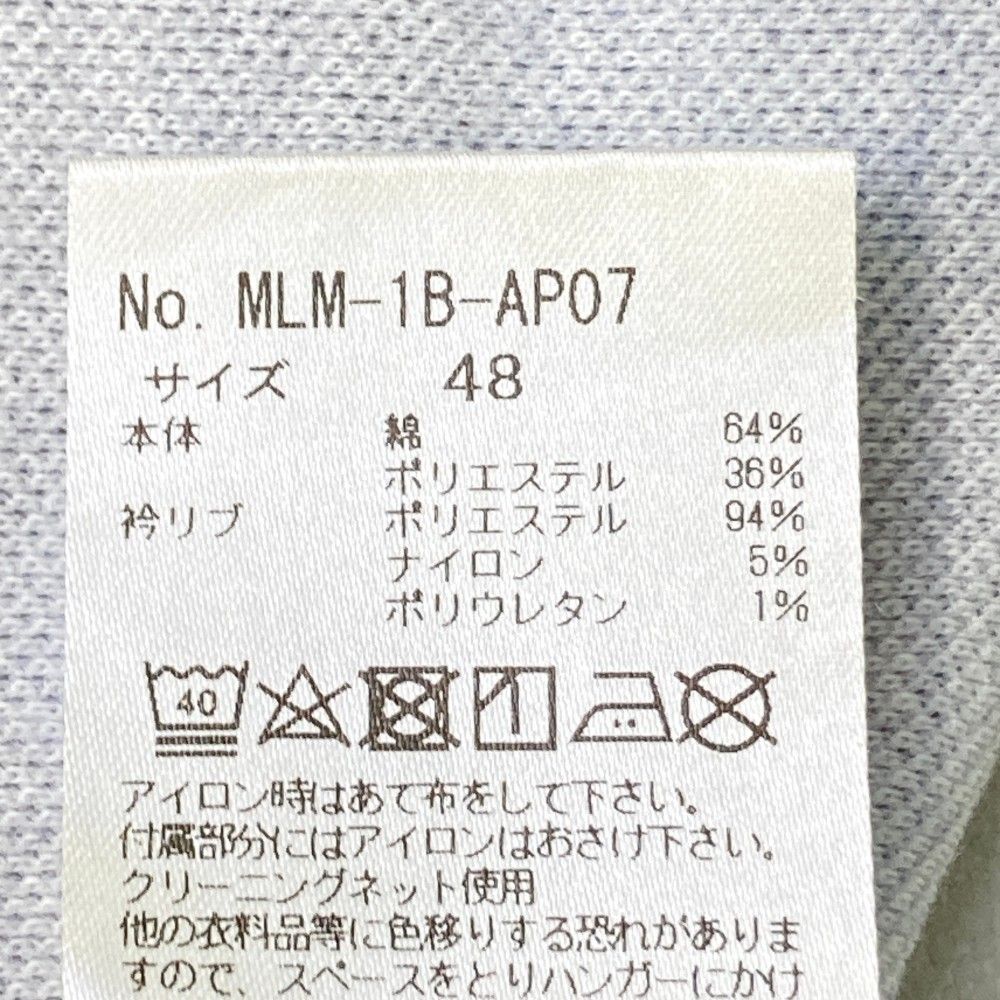 No. MLM-1B-AP07
サイズ 48
本体 綿 64%
ポリエステル 36%
衿リブ ポリエステル 94%
ナイロン 5%
ポリウレタン 1%
40
アイロン時はあて布をして下さい。
付属部分にはアイロンはおさけ下さい。
クリーニングネット使用
他の衣料品等に色移りする恐れがありま
すので、スペースをとりハンガーにかけ